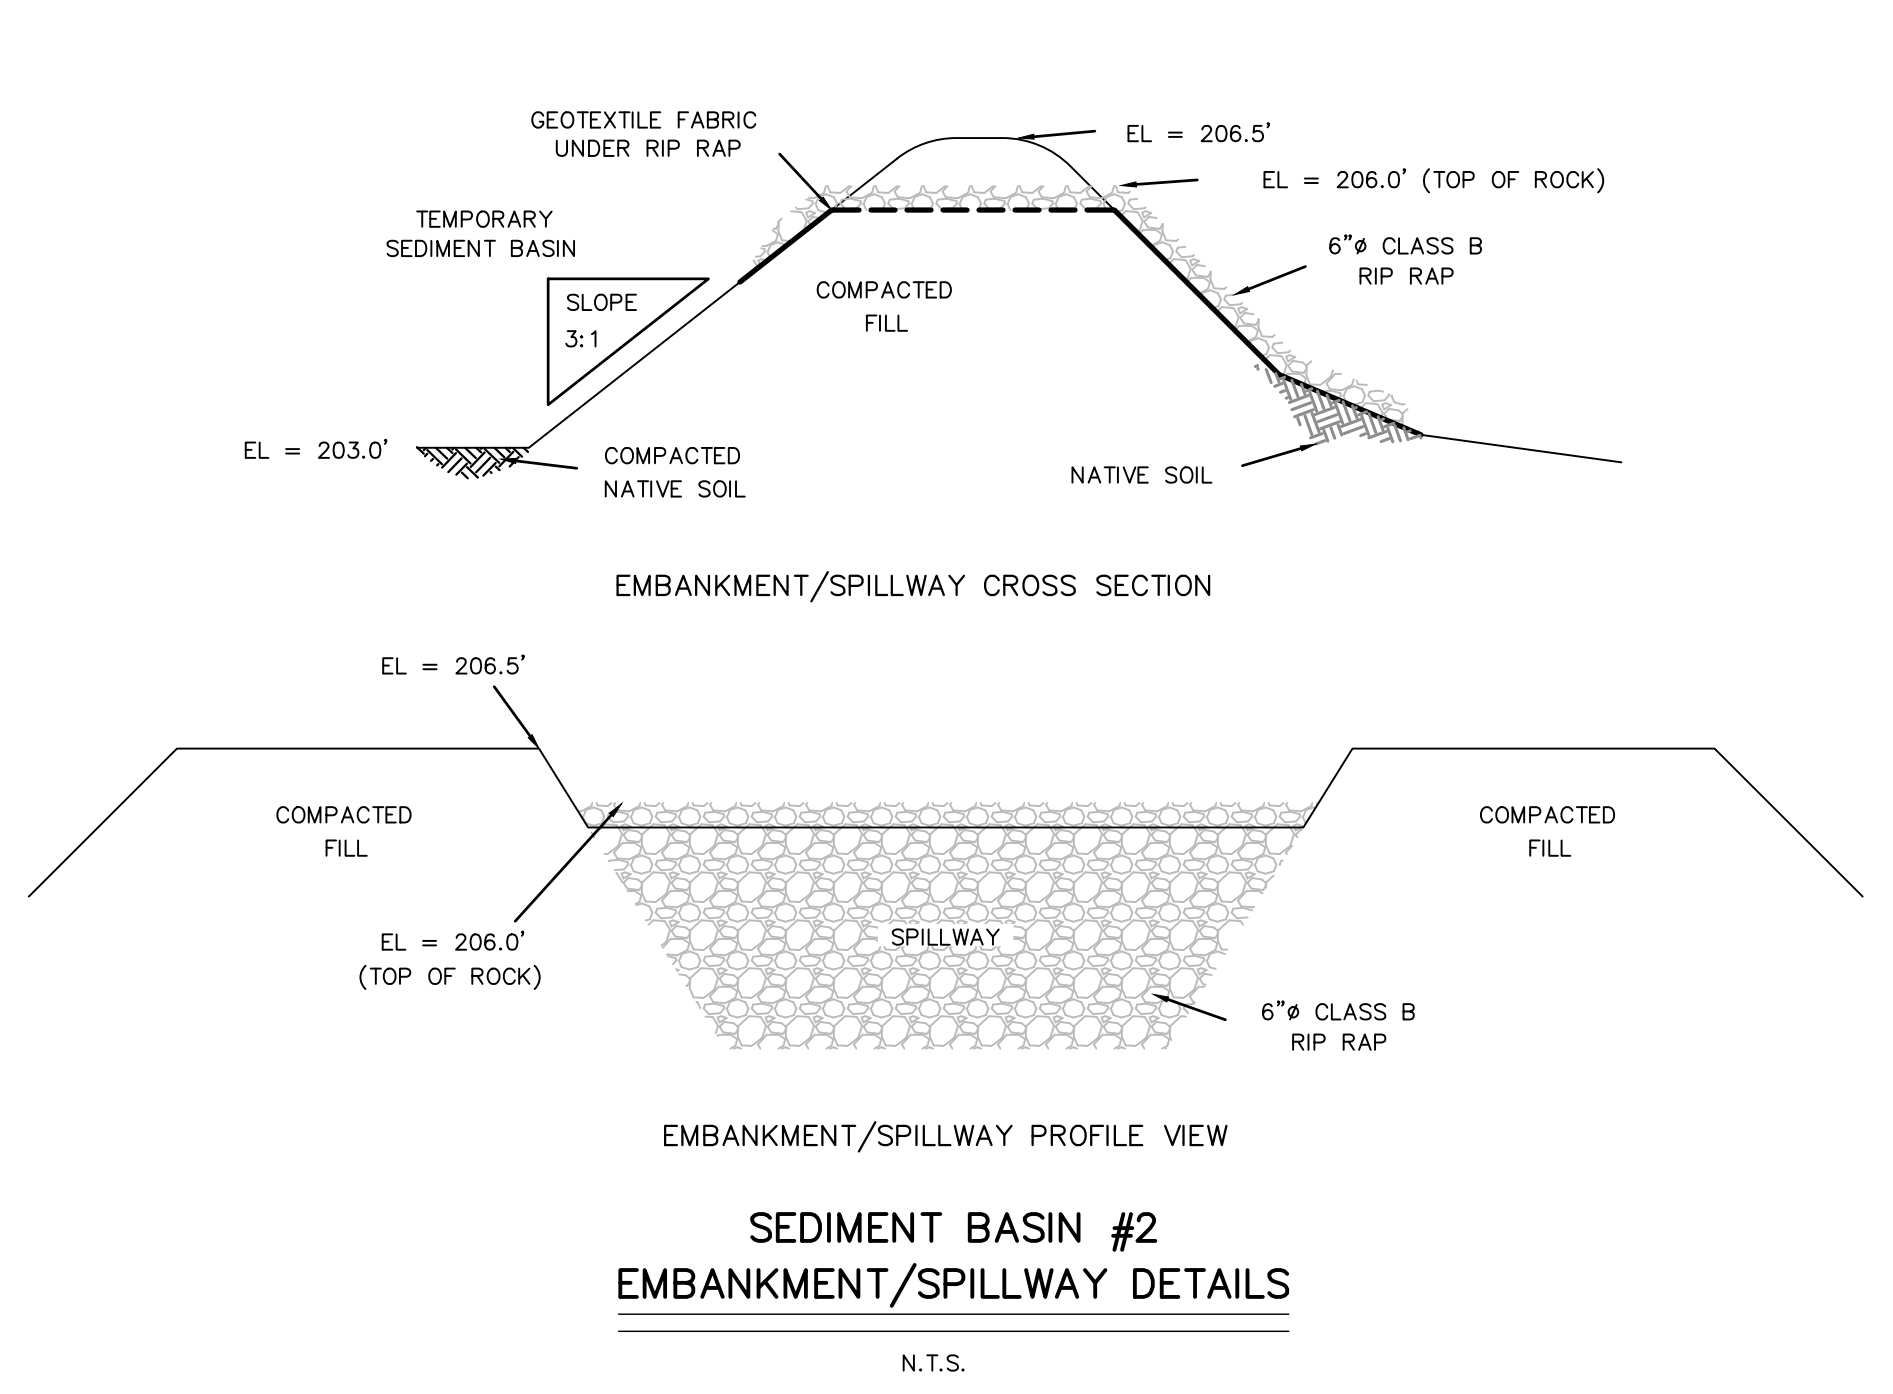 GEOTEXTILE FABRIC
UNDER RIP RAP
EL = 206.5'
EL = 206.0' (TOP OF ROCK)
TEMPORARY
SEDIMENT BASIN
6"ø CLASS B
RIP RAP
SLOPE
3:1
COMPACTED
FILL
EL = 203.0'
COMPACTED
NATIVE SOIL
NATIVE SOIL
EMBANKMENT/SPILLWAY CROSS SECTION
EL = 206.5'
COMPACTED
FILL
COMPACTED
FILL
EL = 206.0'
(TOP OF ROCK)
SPILLWAY
6"ø CLASS B
RIP RAP
EMBANKMENT/SPILLWAY PROFILE VIEW
SEDIMENT BASIN #2
EMBANKMENT/SPILLWAY DETAILS
N.T.S.